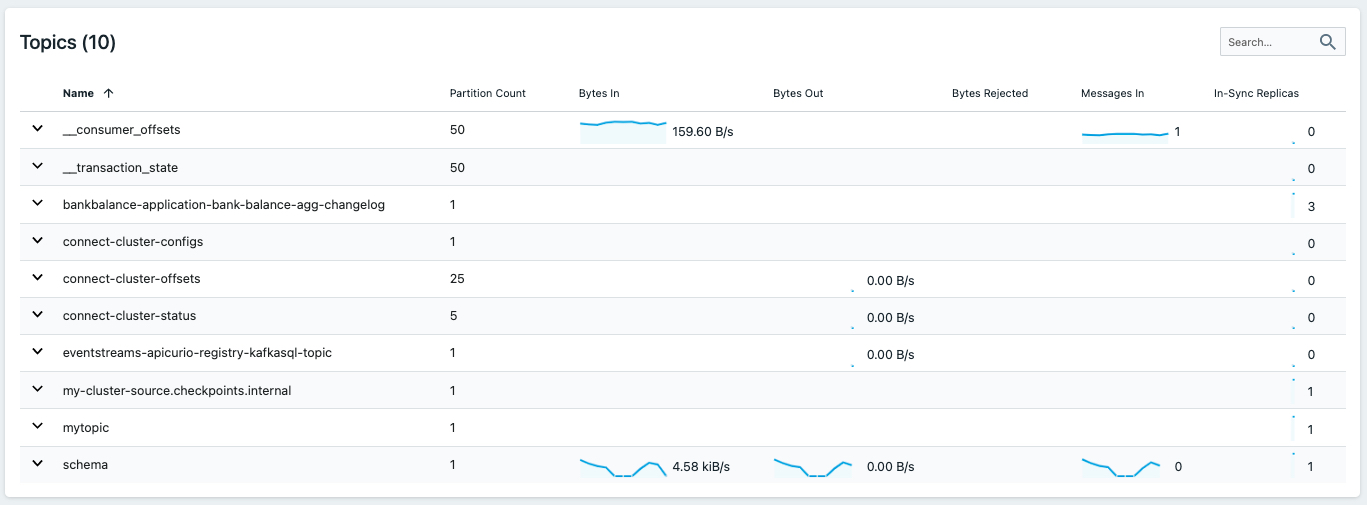 Topics (10)
Search...
Name Partition Count Bytes In Bytes Out Bytes Rejected Messages In In-Sync Replicas
__consumer_offsets 50 159.60 B/s 1 0
__transaction_state 50 0
bankbalance-application-bank-balance-agg-changelog 1 3
connect-cluster-configs 1 0
connect-cluster-offsets 25 0.00 B/s 0
connect-cluster-status 5 0.00 B/s 0
eventstreams-apicurio-registry-kafkasql-topic 1 0.00 B/s 0
my-cluster-source.checkpoints.internal 1 1
mytopic 1 1
schema 1 4.58 kiB/s 0.00 B/s 0 1